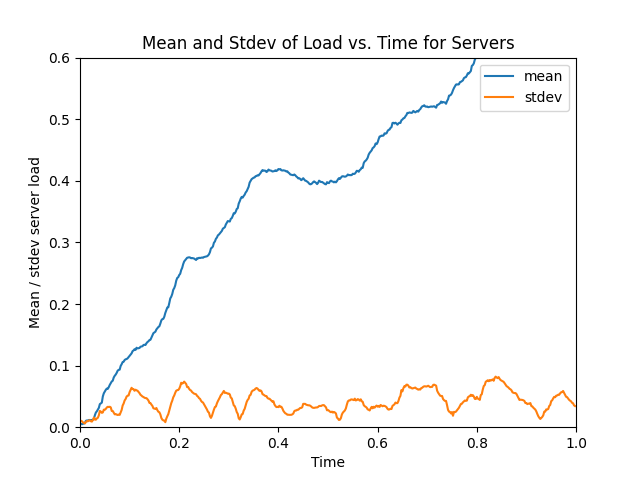 Mean and Stdev of Load vs. Time for Servers
mean
stdev
Mean / stdev server load
0.6
0.5
0.4
0.3
0.2
0.1
0.0
0.0 0.2 0.4 0.6 0.8 1.0
Time